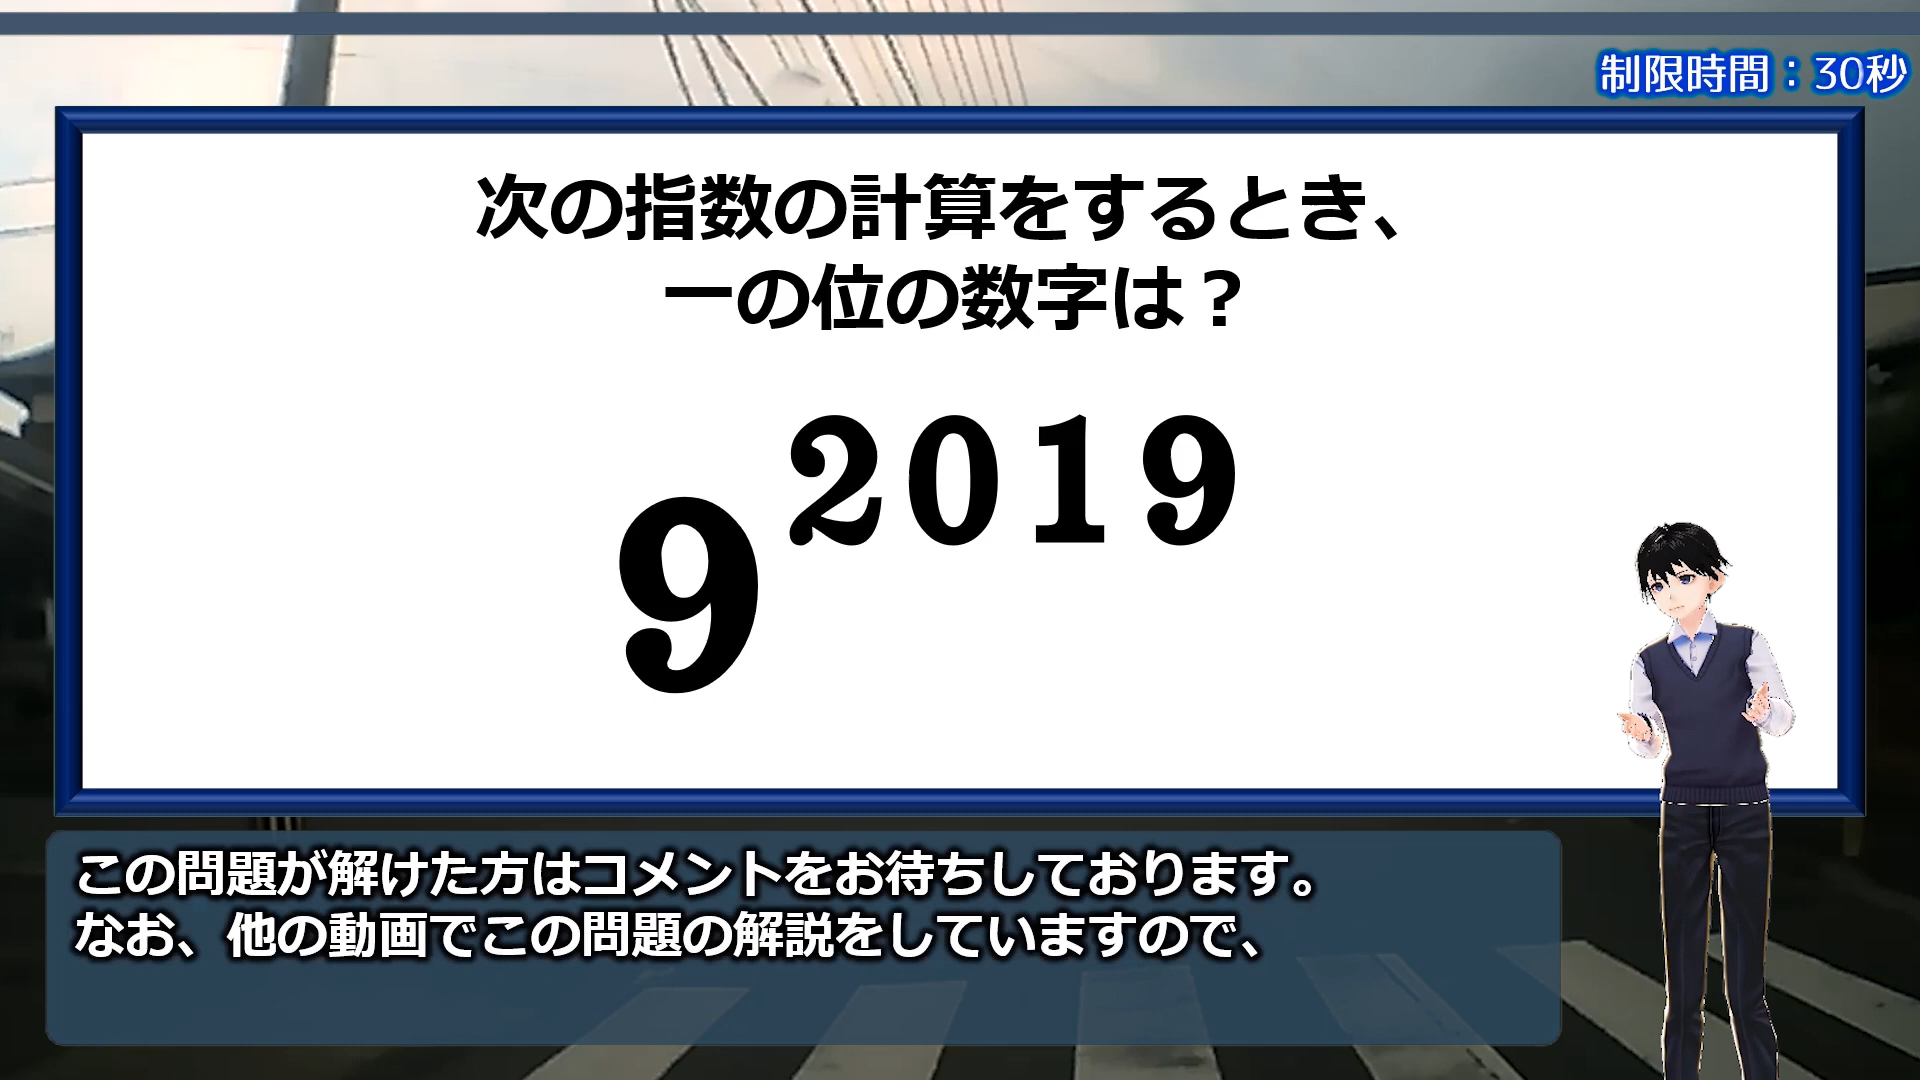 制限時間：30秒
次の指数の計算をするとき、
一の位の数字は？
9^2019
この問題が解けた方はコメントをお待ちしております。
なお、他の動画でこの問題の解説をしていますので、